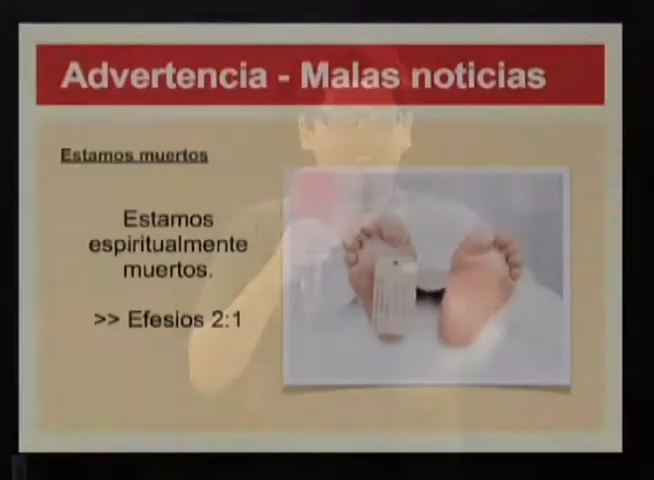 Advertencia - Malas noticias
Estamos muertos
Estamos
espiritualmente
muertos.
>> Efesios 2:1